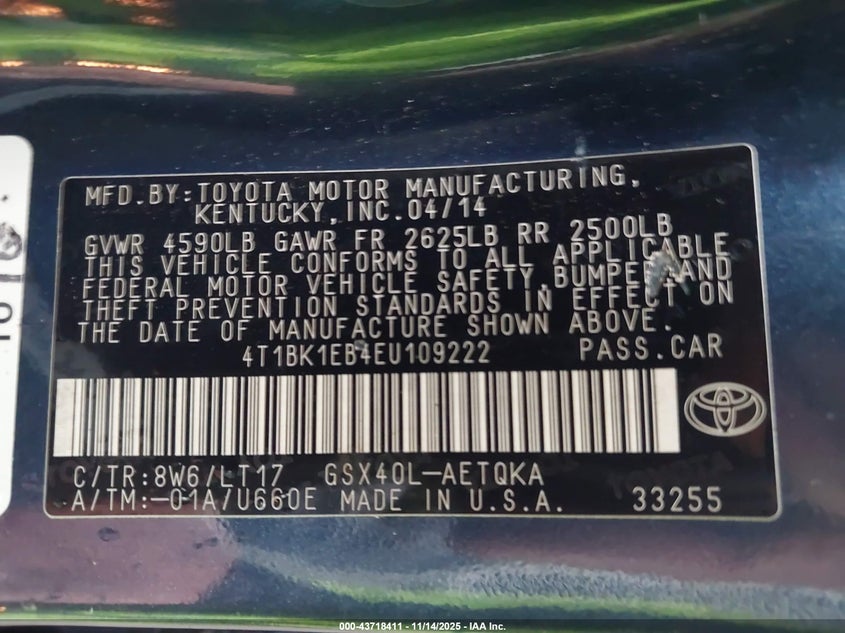 MFD.BY:TOYOTA MOTOR MANUFACTURING,
KENTUCKY,INC.04/14
GVWR 4590LB GAWR FR 2625LB RR 2500LB
THIS VEHICLE CONFORMS TO ALL APPLICABLE
FEDERAL MOTOR VEHICLE SAFETY,BUMPER,AND
THEFT PREVENTION STANDARDS IN EFFECT ON
THE DATE OF MANUFACTURE SHOWN ABOVE.
4T1BK1EB4EU109222 PASS.CAR
C/TR:8W6/LT17 GSX40L-AETQKA
A/TM:-01A/U660E MADE IN U.S.A. 33255
000-43718411 - 11/14/2025 - IAA Inc.